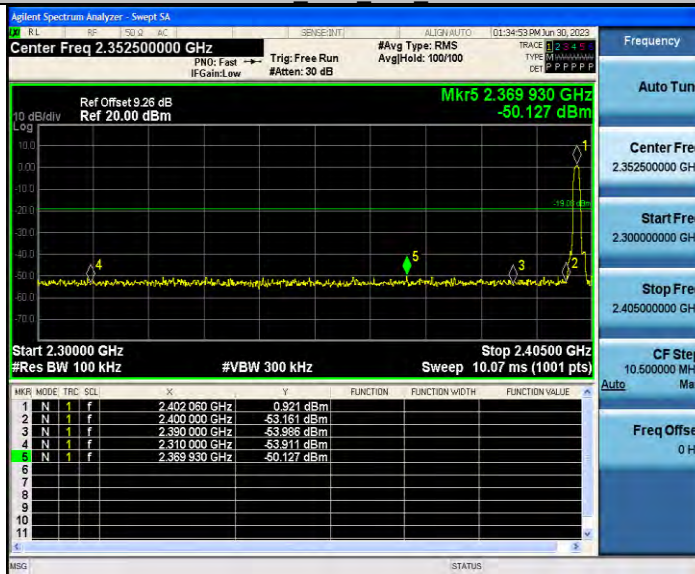 Agilent Spectrum Analyzer - Swept SA
RL RF 50 Ω AC SENSE:INT ALIGN AUTO 01:34:53 PM Jun 30, 2023
Center Freq 2.352500000 GHz
PNO: Fast
IFGain:Low
Trig: Free Run
#Atten: 30 dB
#Avg Type: RMS
Avg|Hold: 100/100
TRACE 1 2 3 4 5
TYPE M
DET P P P P P
Ref Offset 9.26 dB
10 dB/div Ref 20.00 dBm
Log
Mkr5 2.369 930 GHz
-50.127 dBm
10.0
0.00
-10.0
-20.0
-30.0
-40.0
-50.0
-60.0
-70.0
1
2
3
4
5
Start 2.30000 GHz Stop 2.40500 GHz
#Res BW 100 kHz #VBW 300 kHz Sweep 10.07 ms (1001 pts)
MKR MODE TRC SCL X Y FUNCTION FUNCTION WIDTH FUNCTION VALUE
1 N 1 f 2.402 060 GHz 0.921 dBm
2 N 1 f 2.400 000 GHz -53.161 dBm
3 N 1 f 2.390 000 GHz -53.986 dBm
4 N 1 f 2.310 000 GHz -53.911 dBm
5 N 1 f 2.369 930 GHz -50.127 dBm
6
7
8
9
10
11
MSG STATUS
Frequency
Auto Tun
Center Fre
2.352500000 GH
Start Fre
2.300000000 GH
Stop Fre
2.405000000 GH
CF Step
10.500000 MH
Auto Ma
Freq Offse
0 H